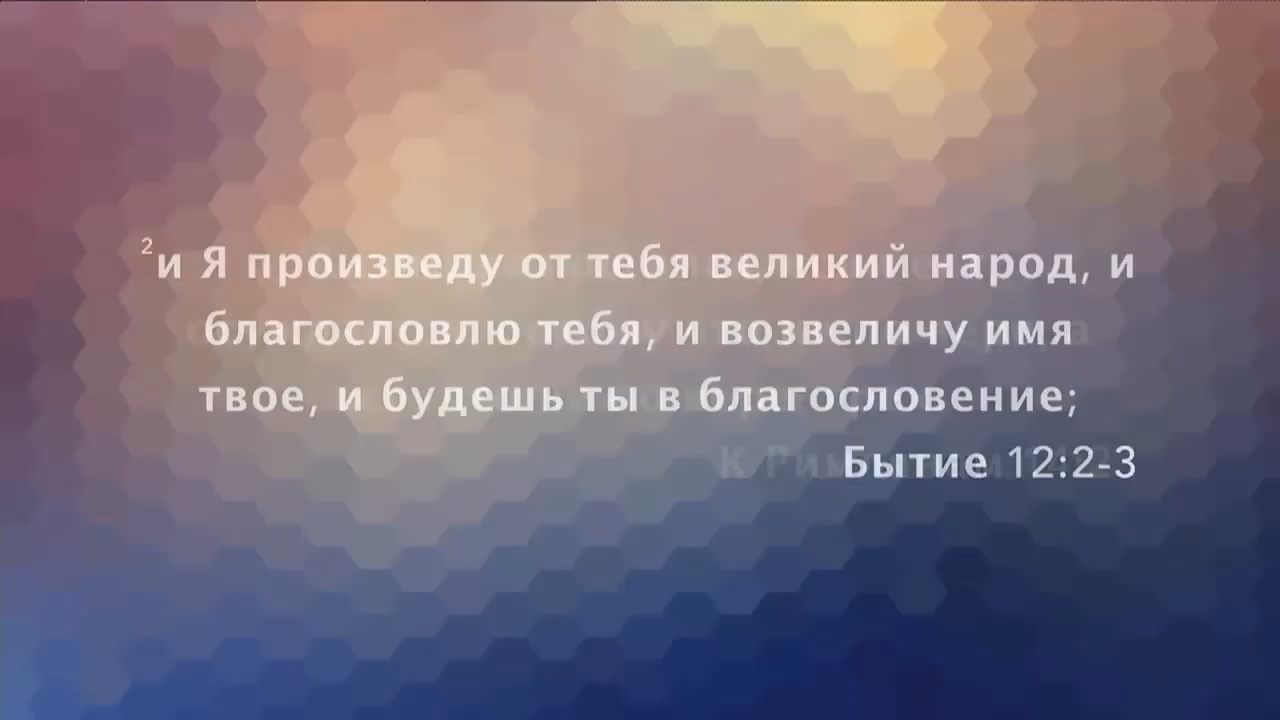 ²и Я произведу от тебя великий народ, и
благословлю тебя, и возвеличу имя
твое, и будешь ты в благословение;
Бытие 12:2-3